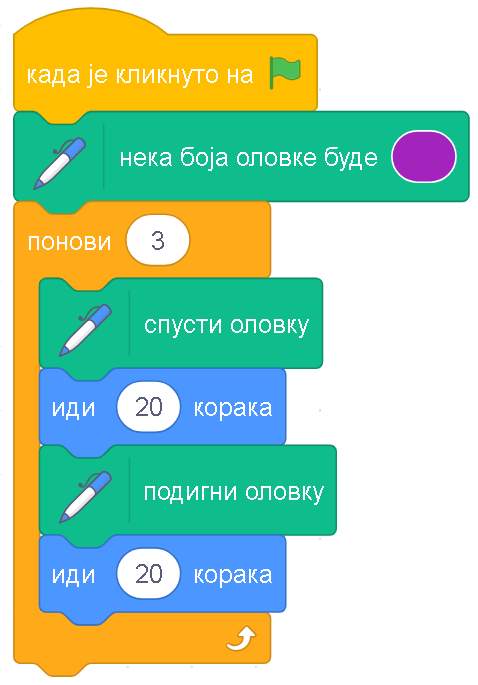 када је кликнуто на
нека боја оловке буде
понови 3
спусти оловку
иди 20 корака
подигни оловку
иди 20 корака